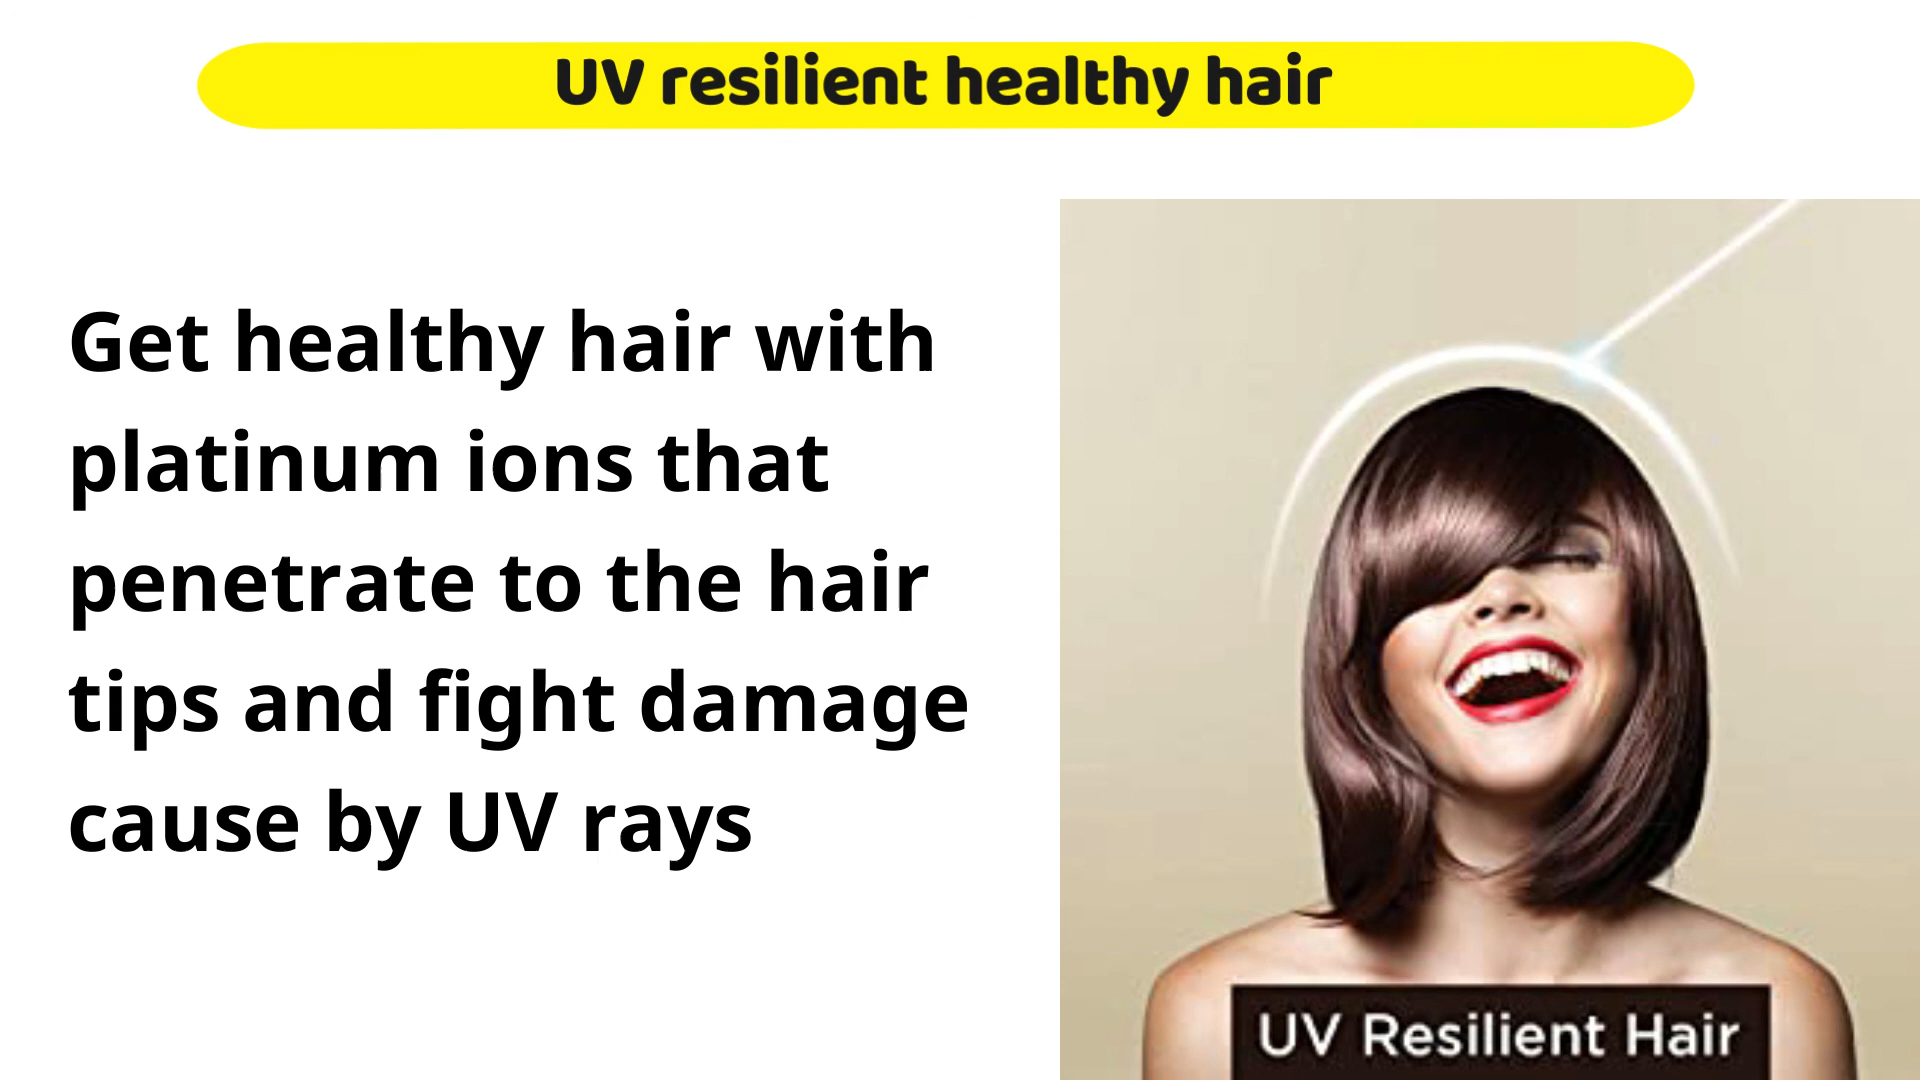 UV resilient healthy hair
Get healthy hair with
platinum ions that
penetrate to the hair
tips and fight damage
cause by UV rays
UV Resilient Hair